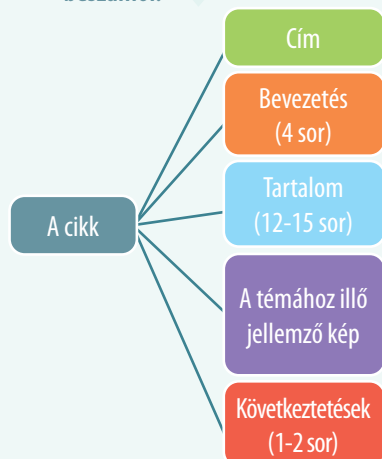 A cikk
Cím
Bevezetés
(4 sor)
Tartalom
(12-15 sor)
A témához illő
jellemző kép
Következtetések
(1-2 sor)